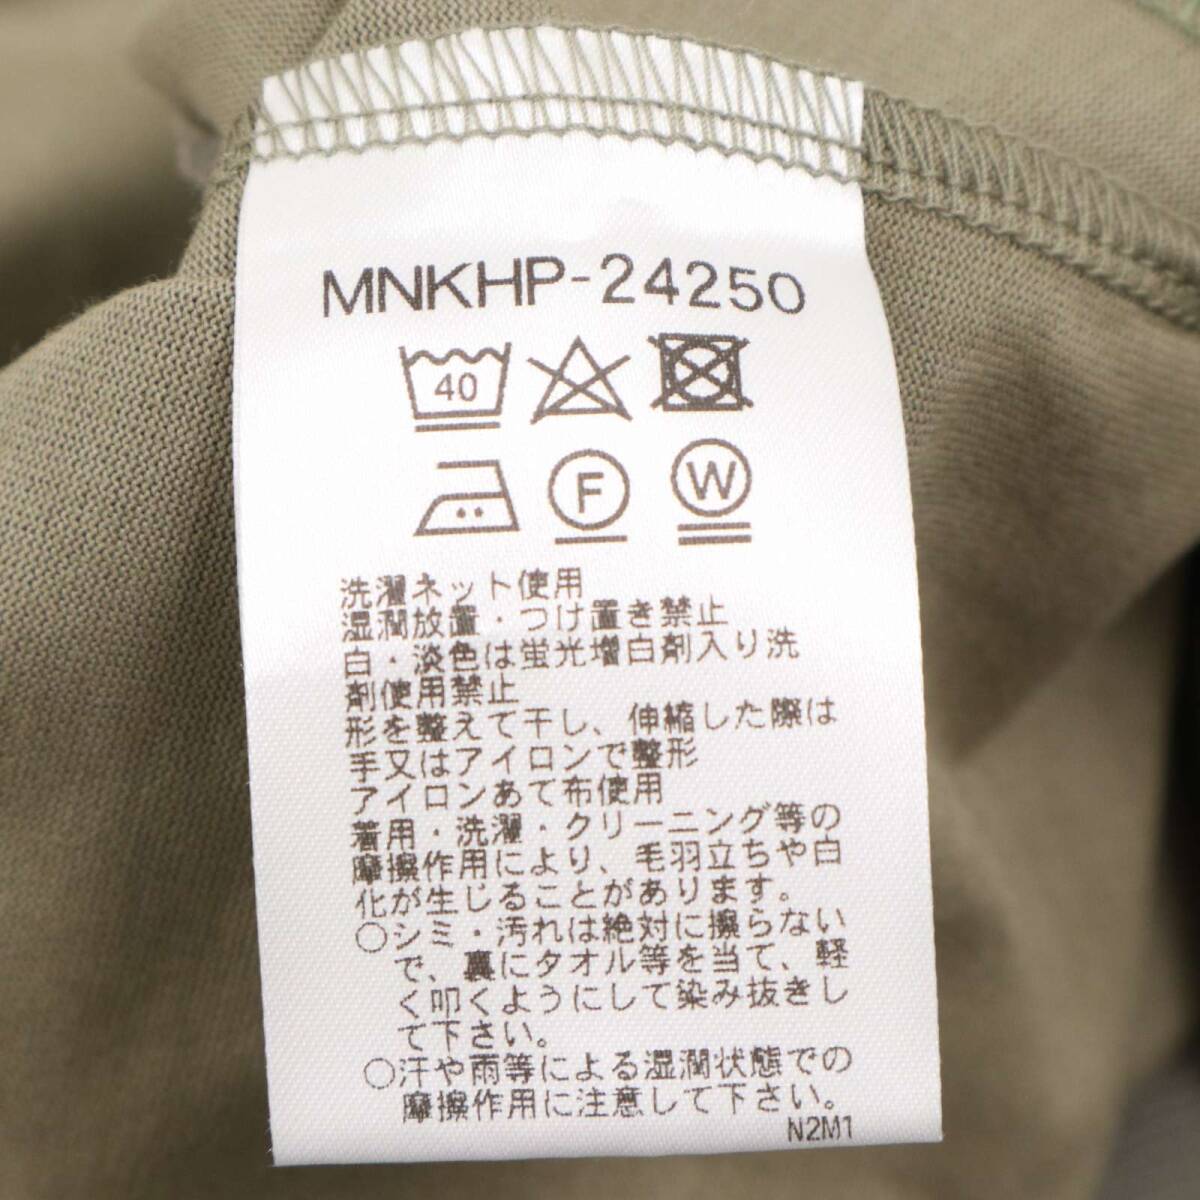 MNKHP-24250
40
F W
洗濯ネット使用
湿潤放置・つけ置き禁止
白・淡色は蛍光増白剤入り洗
剤使用禁止
形を整えて干し、伸縮した際は
手又はアイロンで整形
アイロンあて布使用
着用・洗濯・クリーニング等の
摩擦作用により、毛羽立ちや白
化が生じることがあります。
○シミ・汚れは絶対に擦らない
で、裏にタオル等を当て、軽
く叩くようにして染み抜きし
て下さい。
○汗や雨等による湿潤状態での
摩擦作用に注意して下さい。
N2M1